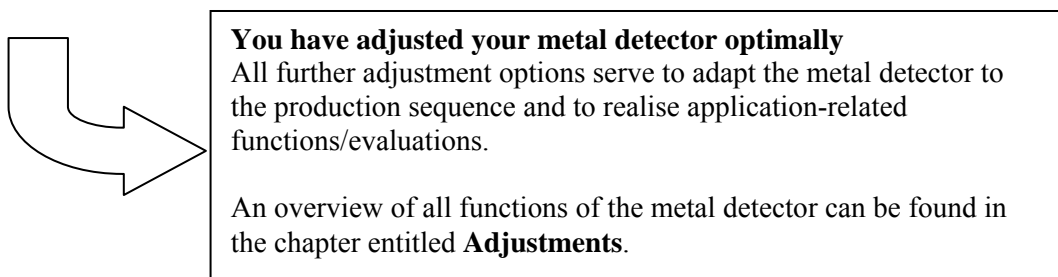 You have adjusted your metal detector optimally
All further adjustment options serve to adapt the metal detector to
the production sequence and to realise application-related
functions/evaluations.
An overview of all functions of the metal detector can be found in
the chapter entitled Adjustments.